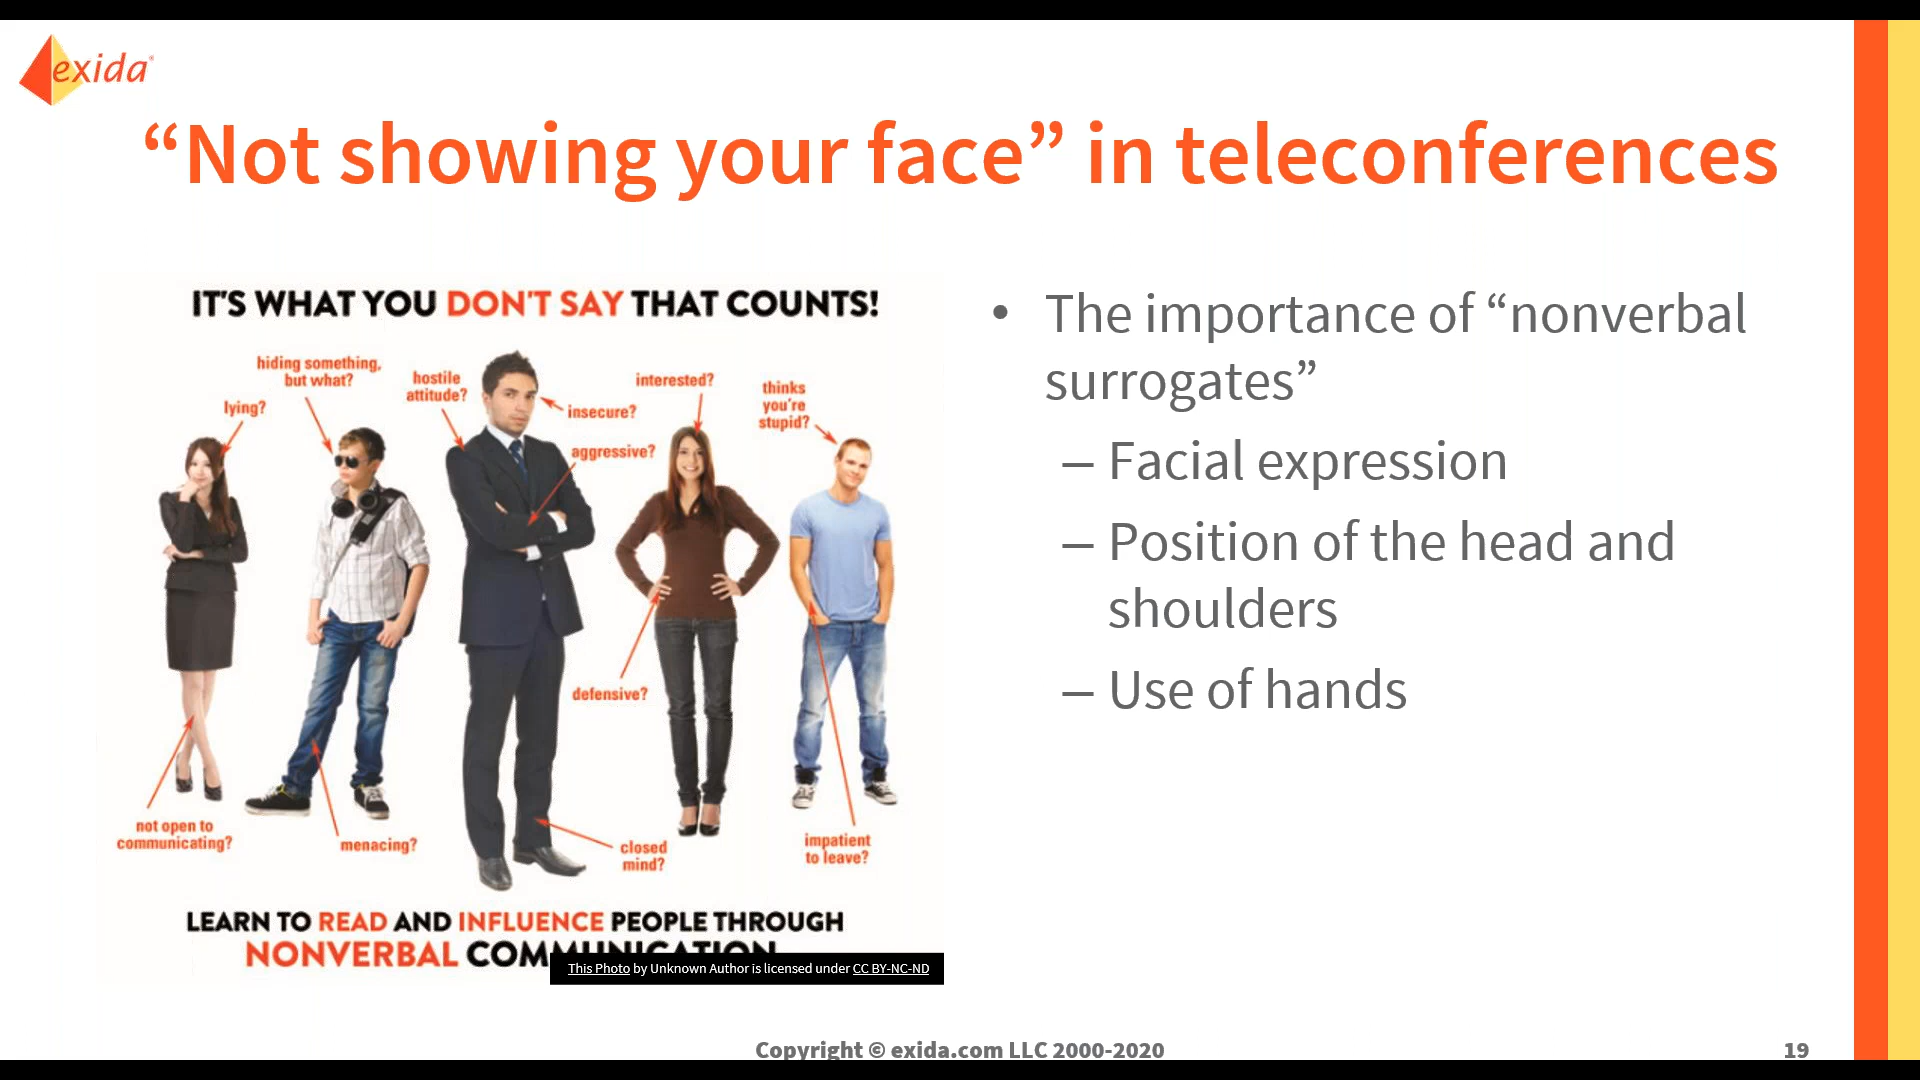 exida
“Not showing your face” in teleconferences
IT'S WHAT YOU DON'T SAY THAT COUNTS!
hiding something,
but what?
lying?
hostile
attitude?
insecure?
aggressive?
interested?
thinks
you're
stupid?
defensive?
not open to
communicating?
menacing?
closed
mind?
impatient
to leave?
LEARN TO READ AND INFLUENCE PEOPLE THROUGH
NONVERBAL COMMUNICATION
This Photo by Unknown Author is licensed under CC BY-NC-ND
• The importance of “nonverbal
surrogates”
– Facial expression
– Position of the head and
shoulders
– Use of hands
Copyright © exida.com LLC 2000-2020
19